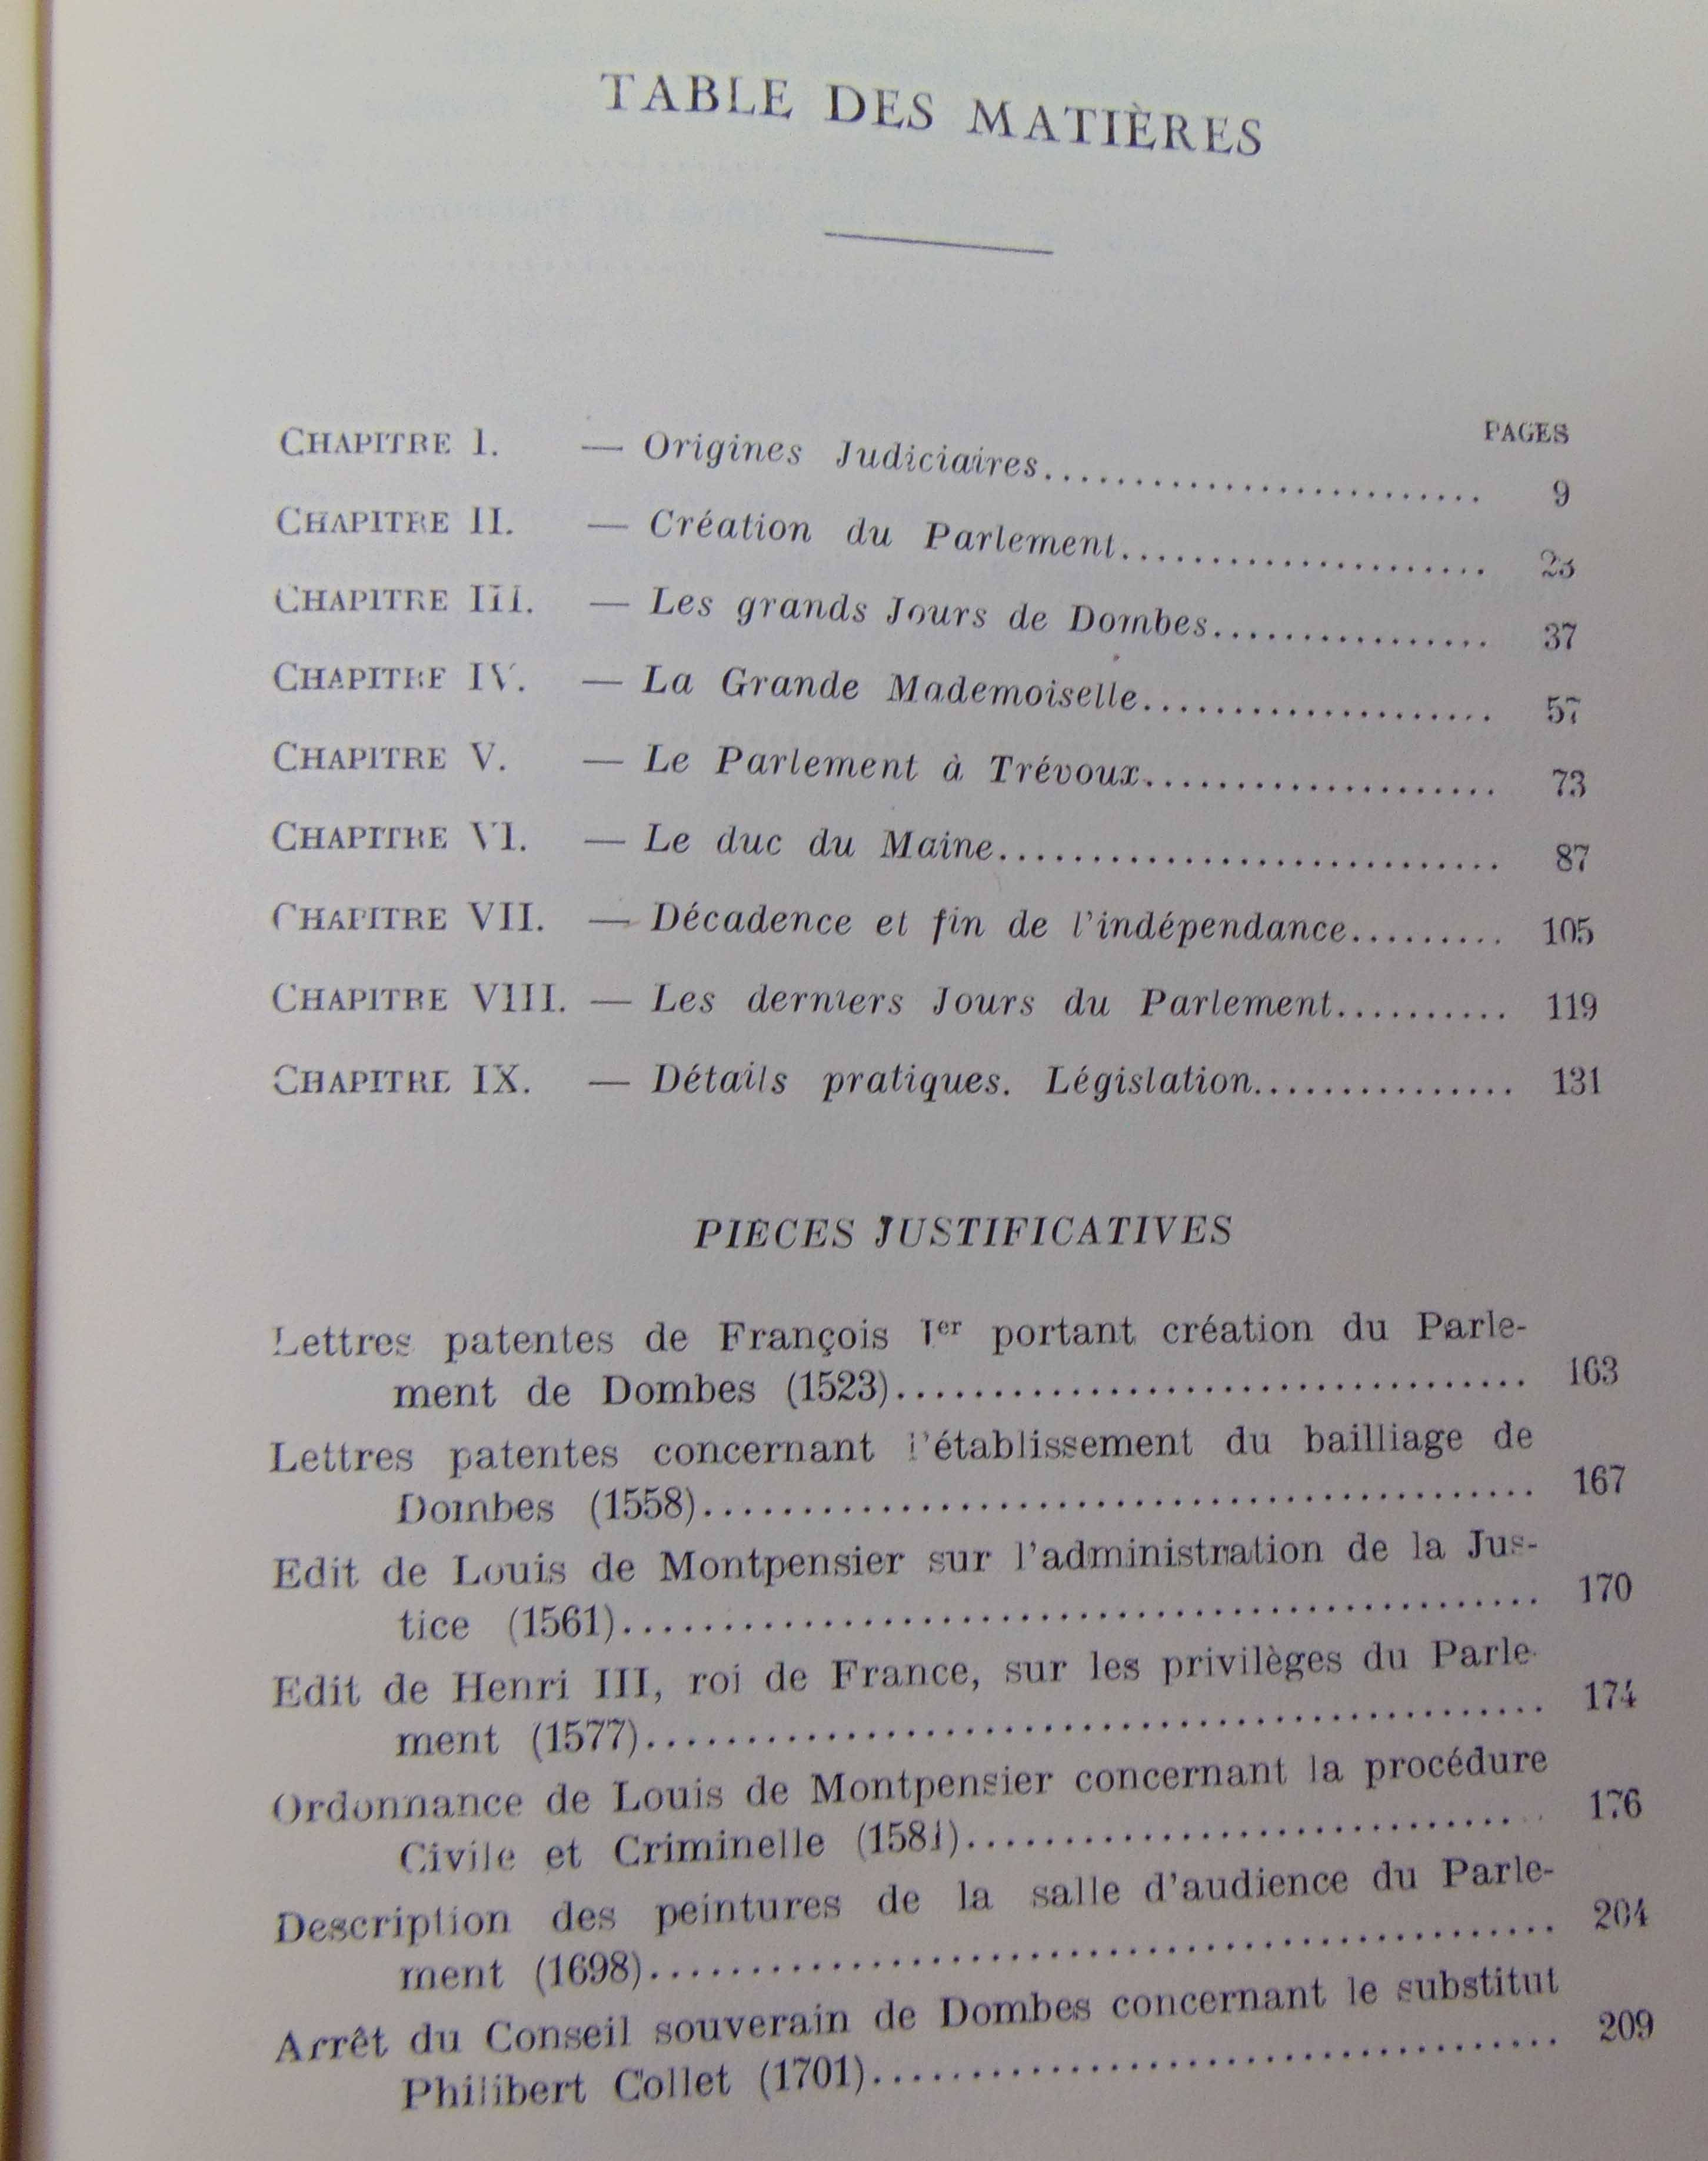 TABLE DES MATIÈRES
PAGES
CHAPITRE I. — Origines Judiciaires.......................... 9
CHAPITRE II. — Création du Parlement..................... 23
CHAPITRE III. — Les grands Jours de Dombes................ 37
CHAPITRE IV. — La Grande Mademoiselle.................... 57
CHAPITRE V. — Le Parlement à Trévoux.................... 73
CHAPITRE VI. — Le duc du Maine............................ 87
CHAPITRE VII. — Décadence et fin de l'indépendance......... 105
CHAPITRE VIII. — Les derniers Jours du Parlement.......... 119
CHAPITRE IX. — Détails pratiques. Législation............... 131
PIÈCES JUSTIFICATIVES
Lettres patentes de François Ier portant création du Parle-
ment de Dombes (1523).................................. 163
Lettres patentes concernant l'établissement du bailliage de
Dombes (1558)............................................ 167
Edit de Louis de Montpensier sur l'administration de la Jus-
tice (1561)................................................ 170
Edit de Henri III, roi de France, sur les privilèges du Parle-
ment (1577)............................................... 174
Ordonnance de Louis de Montpensier concernant la procédure
Civile et Criminelle (1581).............................. 176
Description des peintures de la salle d'audience du Parle-
ment (1698)............................................... 204
Arrêt du Conseil souverain de Dombes concernant le substitut
Philibert Collet (1701).................................... 209